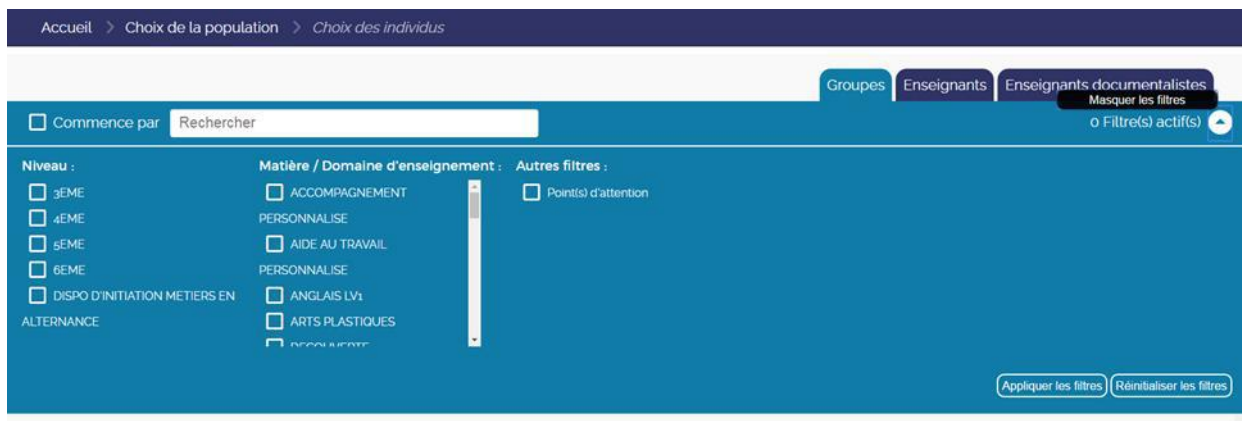 Accueil > Choix de la population > Choix des individus
Groupes Enseignants Enseignants documentalistes
Masquer les filtres
Commence par Rechercher
0 Filtre(s) actif(s)
Niveau :
3EME
4EME
5EME
6EME
DISPO D'INITIATION METIERS EN
ALTERNANCE
Matière / Domaine d'enseignement :
ACCOMPAGNEMENT
PERSONNALISE
AIDE AU TRAVAIL
PERSONNALISE
ANGLAIS LV1
ARTS PLASTIQUES
DECOUVERTE
Autres filtres :
Point(s) d'attention
Appliquer les filtres Réinitialiser les filtres